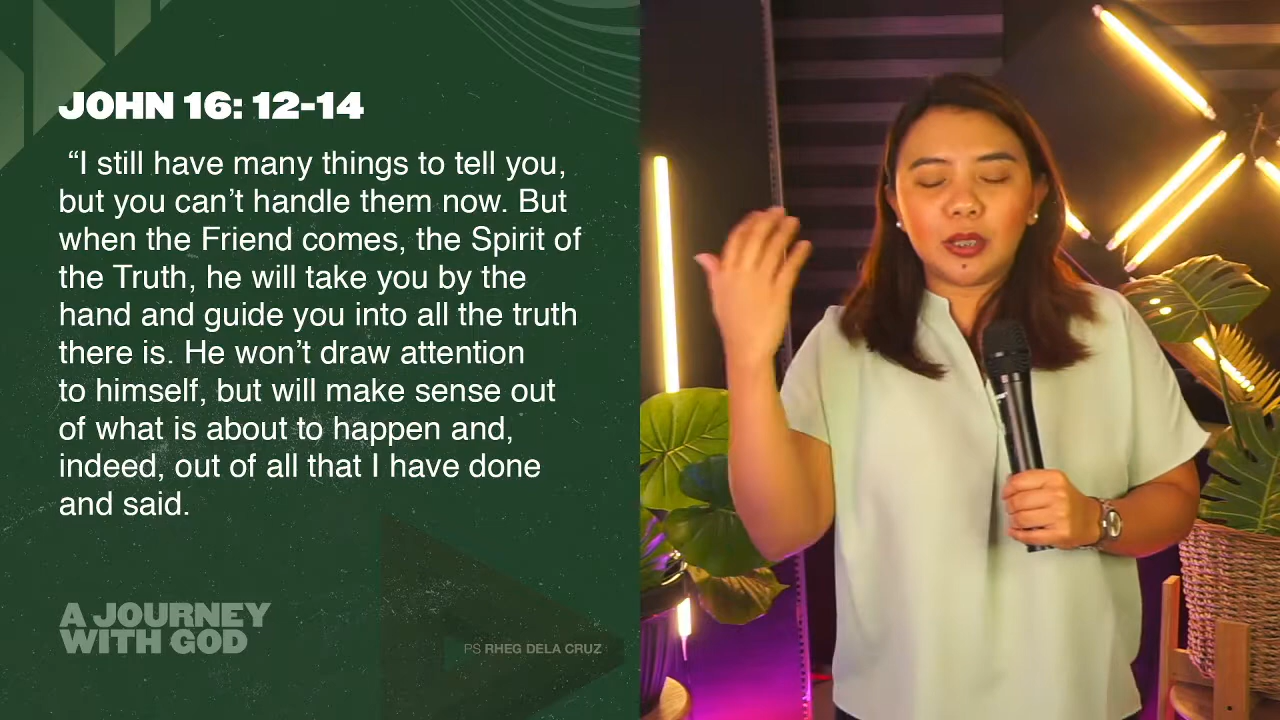 JOHN 16: 12-14
“I still have many things to tell you,
but you can’t handle them now. But
when the Friend comes, the Spirit of
the Truth, he will take you by the
hand and guide you into all the truth
there is. He won’t draw attention
to himself, but will make sense out
of what is about to happen and,
indeed, out of all that I have done
and said.
A JOURNEY
WITH GOD
PS RHEG DELA CRUZ